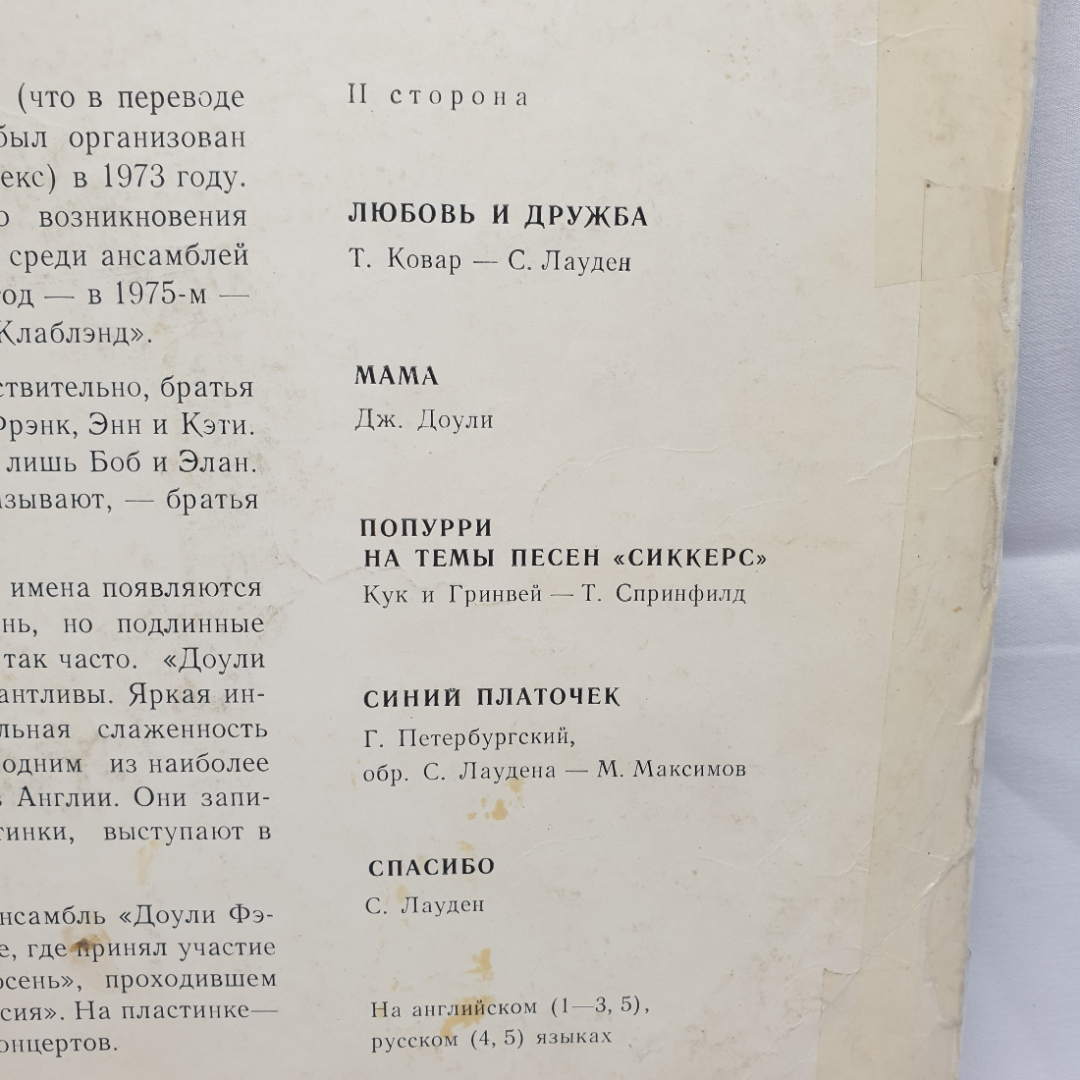 (что в переводе
был организован
екс) в 1973 году.
о возникновения
среди ансамблей
год — в 1975-м —
Клаблэнд».
ствительно, братья
Фрэнк, Энн и Кэти.
лишь Боб и Элан.
азывают, — братья
имена появляются
нь, но подлинные
так часто. «Доули
антливы. Яркая ин-
льная слаженность
одним из наиболее
в Англии. Они запи-
тинки, выступают в
нсамбль «Доули Фэ-
е, где принял участие
осень», проходившем
сия». На пластинке—
онцертов.
II сторона
ЛЮБОВЬ И ДРУЖБА
Т. Ковар — С. Лауден
МАМА
Дж. Доули
ПОПУРРИ
НА ТЕМЫ ПЕСЕН «СИККЕРС»
Кук и Гринвей — Т. Спринфилд
СИНИЙ ПЛАТОЧЕК
Г. Петербургский,
обр. С. Лаудена — М. Максимов
СПАСИБО
С. Лауден
На английском (1—3, 5),
русском (4, 5) языках